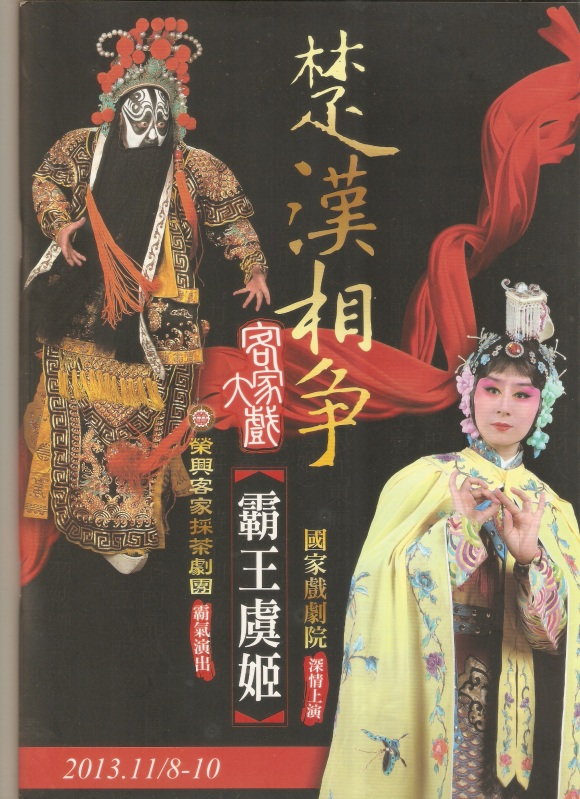 楚漢相爭
客家
大戲
國家戲劇院
深情上演
霸王虞姬
榮興客家採茶劇團
霸氣演出
2013.11/8-10